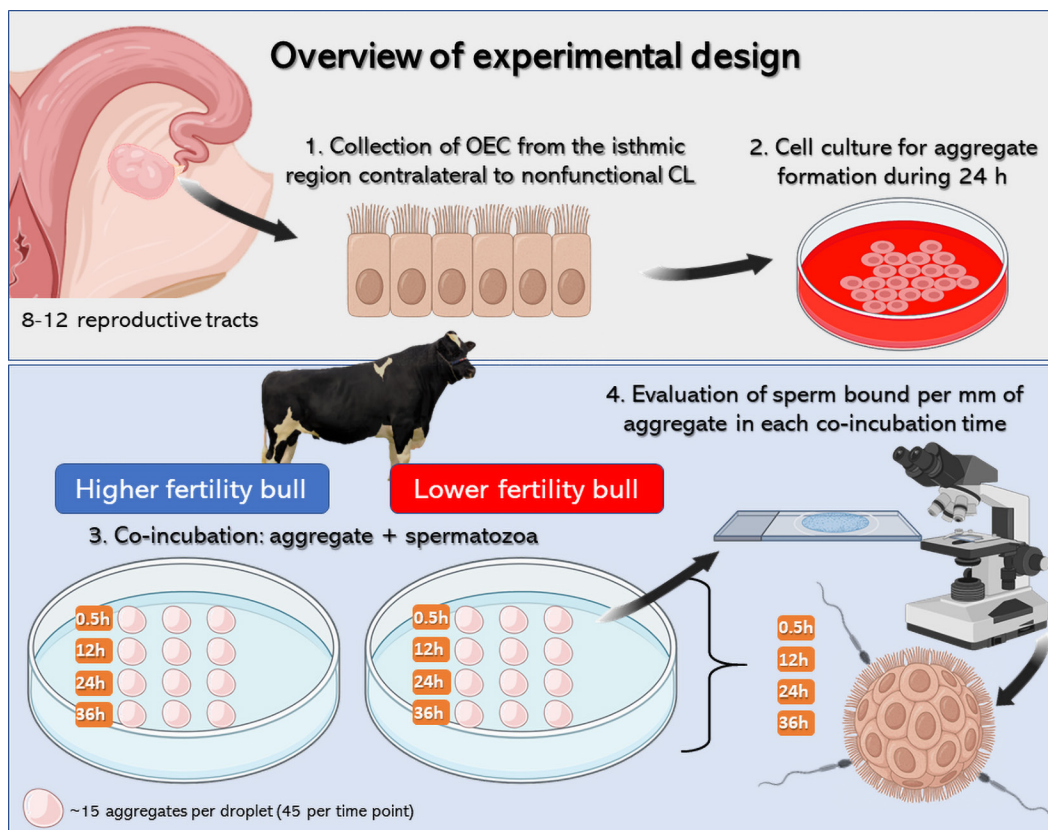 Overview of experimental design
1. Collection of OEC from the isthmic
region contralateral to nonfunctional CL
2. Cell culture for aggregate
formation during 24 h
8-12 reproductive tracts
4. Evaluation of sperm bound per mm of
aggregate in each co-incubation time
Higher fertility bull
Lower fertility bull
3. Co-incubation: aggregate + spermatozoa
0.5h
12h
24h
36h
0.5h
12h
24h
36h
0.5h
12h
24h
36h
~15 aggregates per droplet (45 per time point)